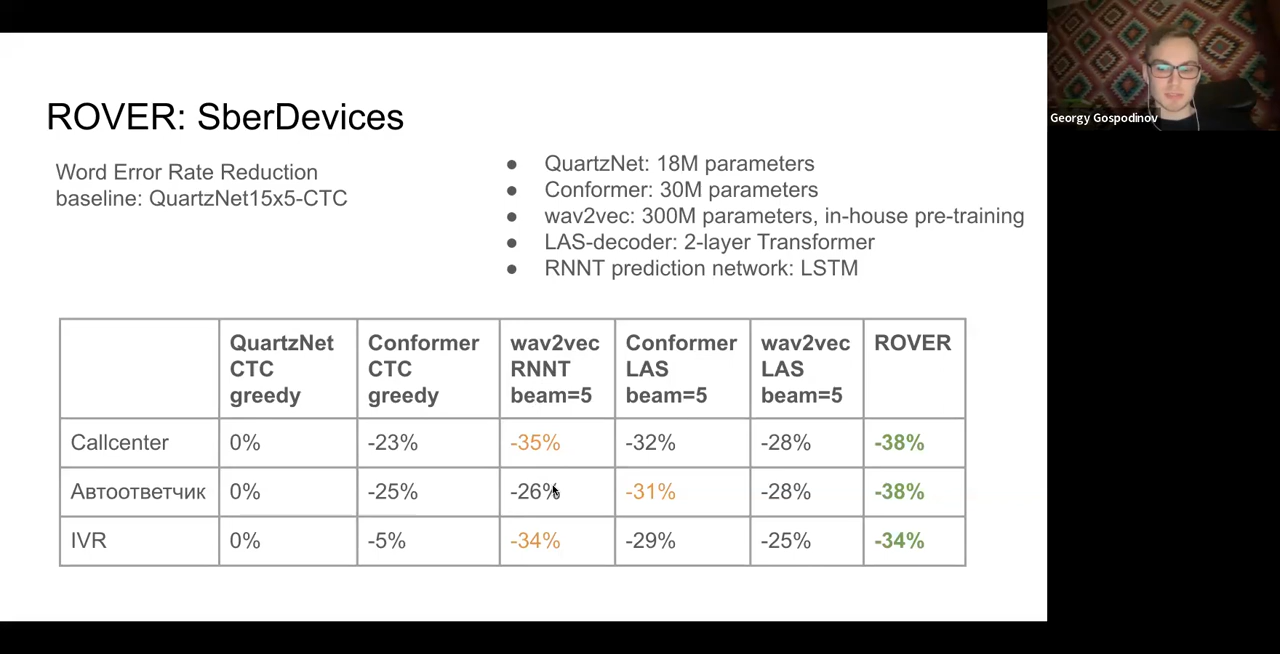 ROVER: SberDevices
Word Error Rate Reduction
baseline: QuartzNet15x5-CTC
● QuartzNet: 18M parameters
● Conformer: 30M parameters
● wav2vec: 300M parameters, in-house pre-training
● LAS-decoder: 2-layer Transformer
● RNNT prediction network: LSTM
QuartzNet CTC greedy Conformer CTC greedy wav2vec RNNT beam=5 Conformer LAS beam=5 wav2vec LAS beam=5 ROVER
Callcenter 0% -23% -35% -32% -28% -38%
Автоответчик 0% -25% -26% -31% -28% -38%
IVR 0% -5% -34% -29% -25% -34%
Georgy Gospodinov